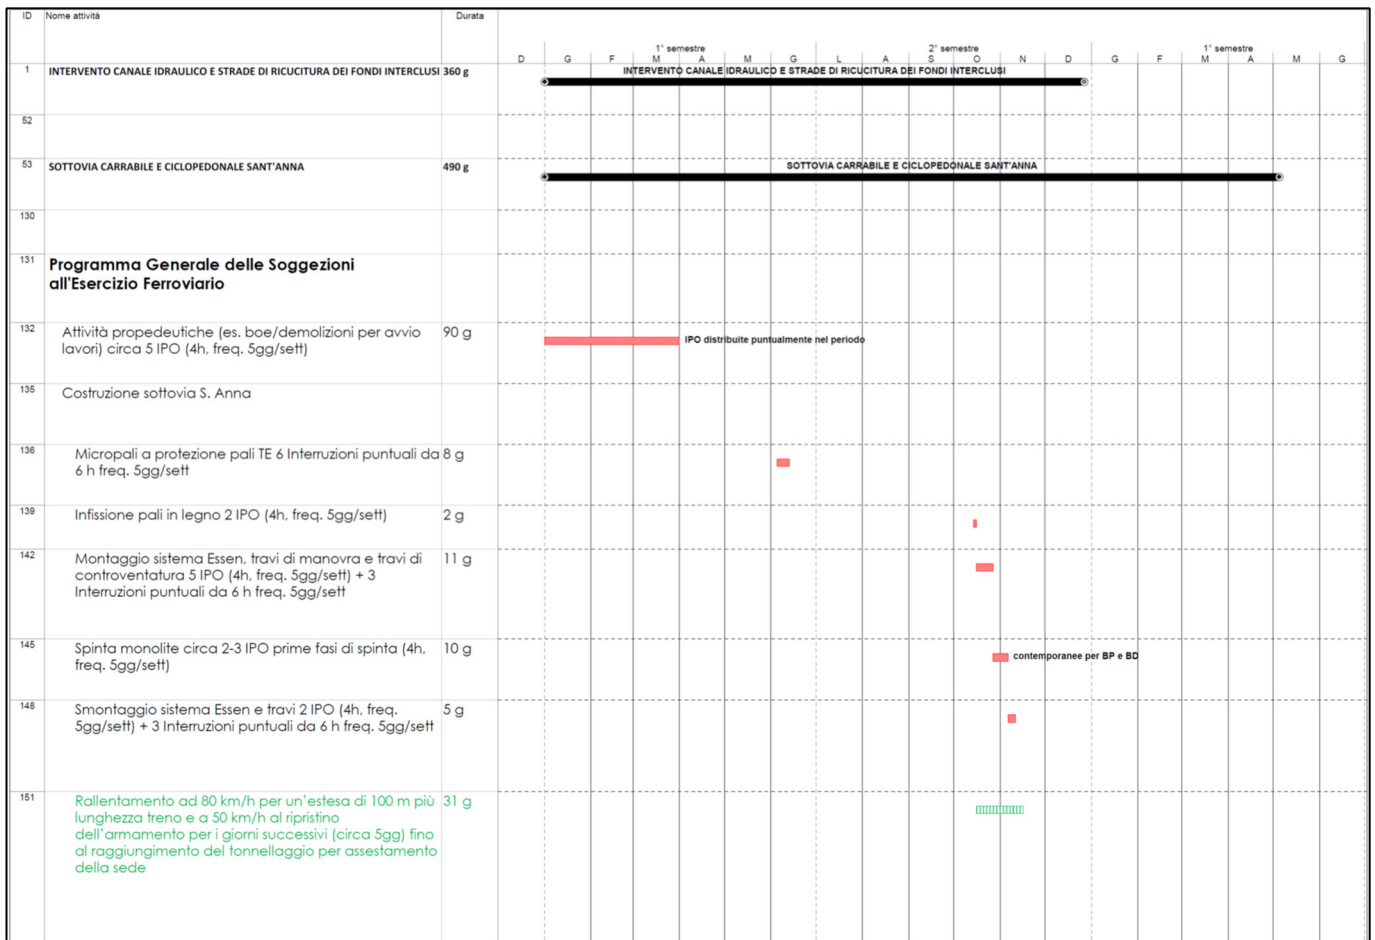 ID Nome attività Durata
1° semestre 2° semestre 1° semestre
D G F M A M G L A S O N D G F M A M G
1 INTERVENTO CANALE IDRAULICO E STRADE DI RICUCITURA DEI FONDI INTERCLUSI 360 g
INTERVENTO CANALE IDRAULICO E STRADE DI RICUCITURA DEI FONDI INTERCLUSI
52
53 SOTTOVIA CARRABILE E CICLOPEDONALE SANT'ANNA 490 g
SOTTOVIA CARRABILE E CICLOPEDONALE SANT'ANNA
130
131 Programma Generale delle Soggezioni
all'Esercizio Ferroviario
132 Attività propedeutiche (es. boe/demolizioni per avvio 90 g
lavori) circa 5 IPO (4h, freq. 5gg/sett)
IPO distribuite puntualmente nel periodo
135 Costruzione sottovia S. Anna
136 Micropali a protezione pali TE 6 Interruzioni puntuali da 8 g
6 h freq. 5gg/sett
139 Infissione pali in legno 2 IPO (4h, freq. 5gg/sett) 2 g
142 Montaggio sistema Essen, travi di manovra e travi di 11 g
controventatura 5 IPO (4h, freq. 5gg/sett) + 3
Interruzioni puntuali da 6 h freq. 5gg/sett
145 Spinta monolite circa 2-3 IPO prime fasi di spinta (4h, 10 g
freq. 5gg/sett)
contemporanee per BP e BD
148 Smontaggio sistema Essen e travi 2 IPO (4h, freq. 5 g
5gg/sett) + 3 Interruzioni puntuali da 6 h freq. 5gg/sett
151 Rallentamento ad 80 km/h per un'estesa di 100 m più 31 g
lunghezza treno e a 50 km/h al ripristino
dell'armamento per i giorni successivi (circa 5gg) fino
al raggiungimento del tonnellaggio per assestamento
della sede